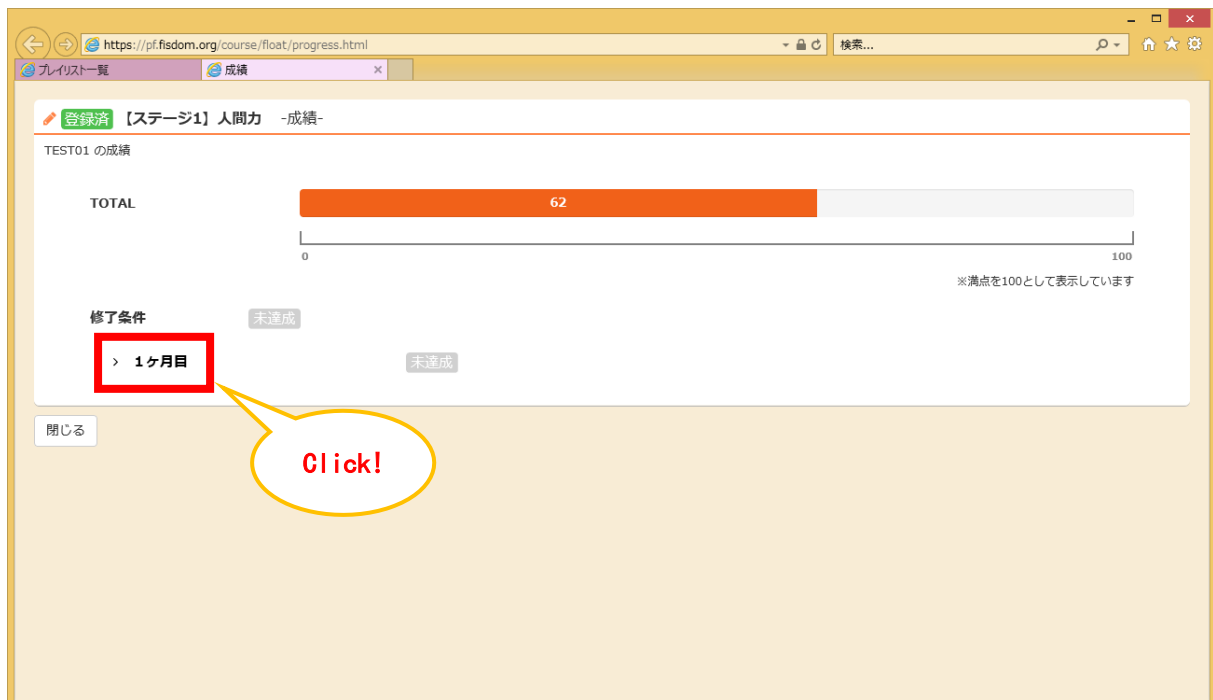 https://pf.fisdom.org/course/float/progress.html
検索...
プレイリスト一覧
成績
登録済 【ステージ1】人間力 -成績-
TEST01 の成績
TOTAL
62
0
100
※満点を100として表示しています
修了条件
未達成
１ヶ月目
未達成
閉じる
Click!